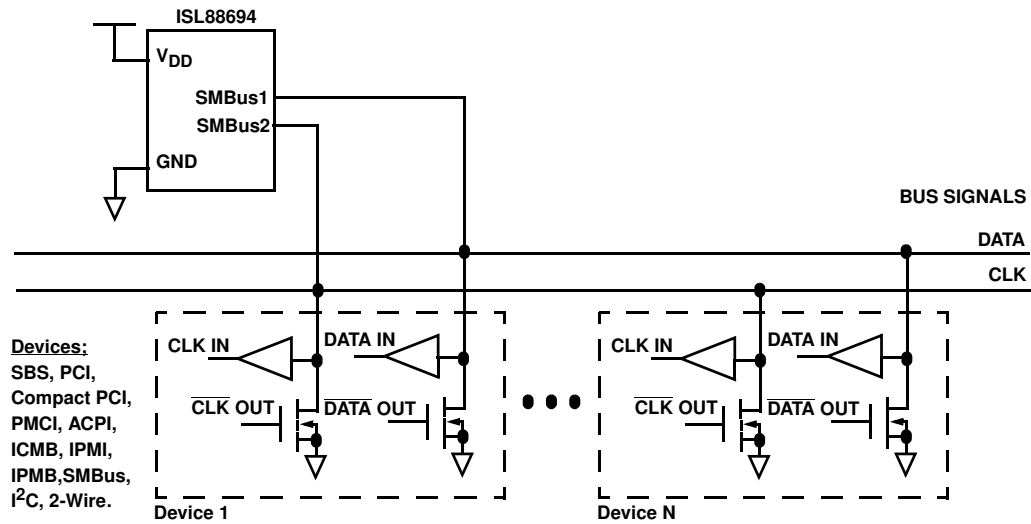 ISL88694
VDD
SMBus1
SMBus2
GND
BUS SIGNALS
DATA
CLK
Devices;
SBS, PCI,
Compact PCI,
PMCI, ACPI,
ICMB, IPMI,
IPMB,SMBus,
I²C, 2-Wire.
CLK IN
DATA IN
CLK OUT
DATA OUT
Device 1
CLK IN
DATA IN
CLK OUT
DATA OUT
Device N